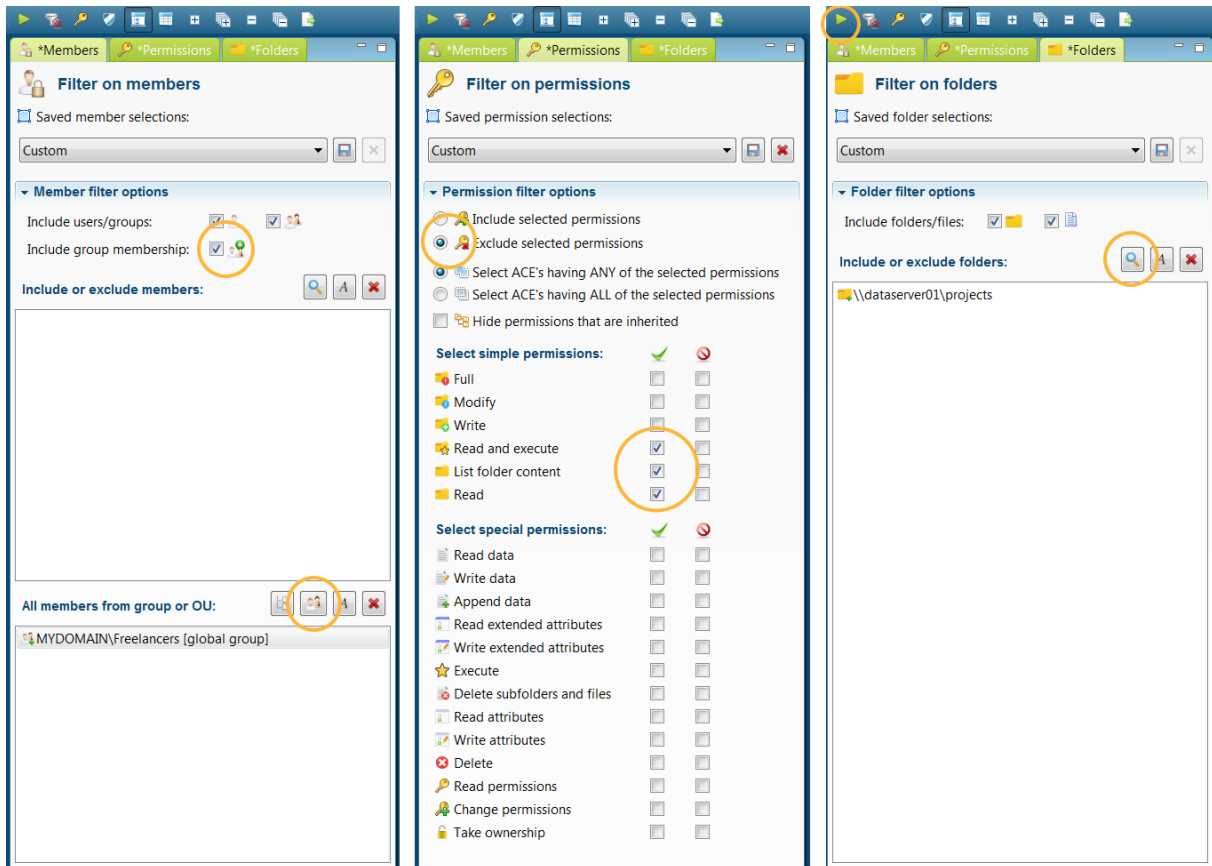 *Members
*Permissions
*Folders
Filter on members
Saved member selections:
Custom
Member filter options
Include users/groups:
Include group membership:
Include or exclude members:
A
All members from group or OU:
A
MYDOMAIN\Freelancers [global group]
*Members
*Permissions
*Folders
Filter on permissions
Saved permission selections:
Custom
Permission filter options
Include selected permissions
Exclude selected permissions
Select ACE's having ANY of the selected permissions
Select ACE's having ALL of the selected permissions
Hide permissions that are inherited
Select simple permissions:
Full
Modify
Write
Read and execute
List folder content
Read
Select special permissions:
Read data
Write data
Append data
Read extended attributes
Write extended attributes
Execute
Delete subfolders and files
Read attributes
Write attributes
Delete
Read permissions
Change permissions
Take ownership
*Members
*Permissions
*Folders
Filter on folders
Saved folder selections:
Custom
Folder filter options
Include folders/files:
Include or exclude folders:
A
\\dataserver01\projects